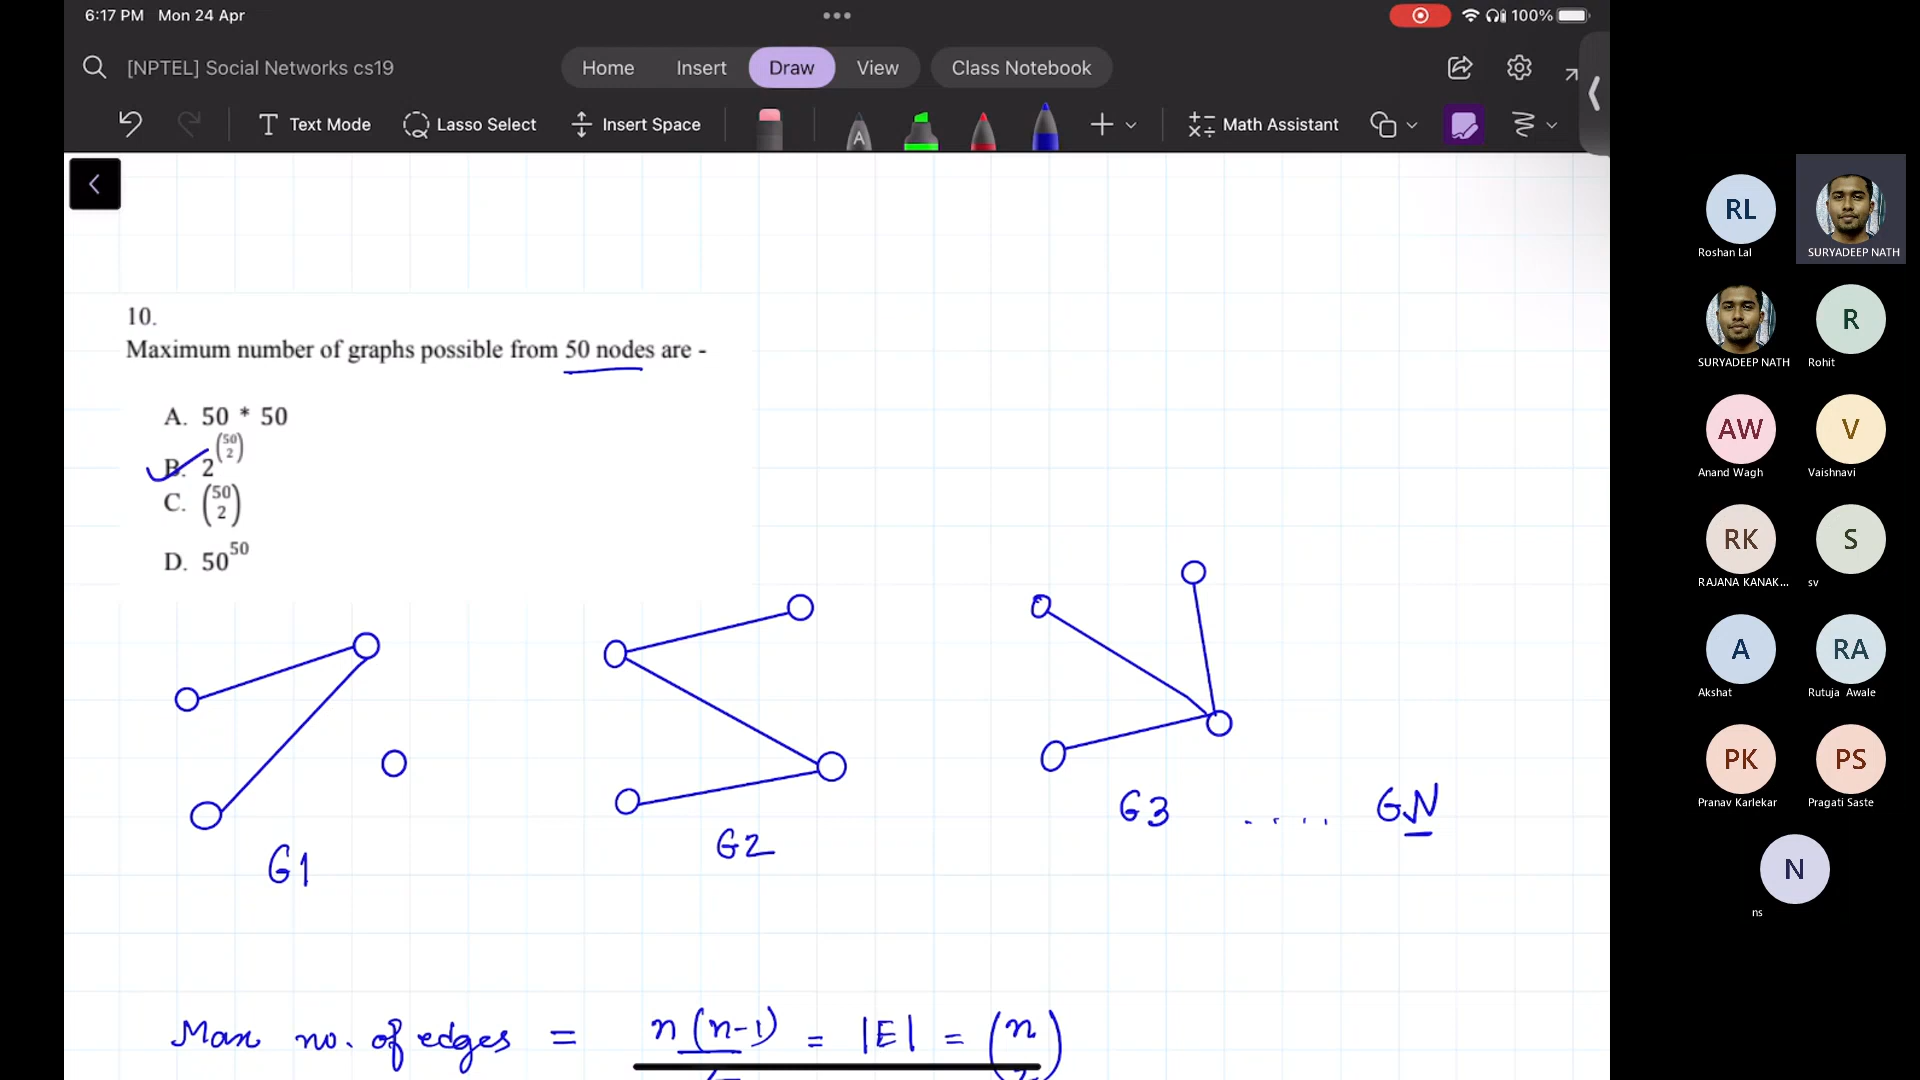 6:17 PM Mon 24 Apr
100%
[NPTEL] Social Networks cs19
Home Insert Draw View Class Notebook
Text Mode Lasso Select Insert Space A Math Assistant
10.
Maximum number of graphs possible from 50 nodes are -
A. 50 * 50
B. 2^(50 2)
C. (50 2)
D. 50^50
G1
G2
G3 .... GN
Max no. of edges = n(n-1) = |E| = (n
RL
Roshan Lal
SURYADEEP NATH
SURYADEEP NATH
R
Rohit
AW
Anand Wagh
V
Vaishnavi
RK
RAJANA KANAK...
S
sv
A
Akshat
RA
Rutuja Awale
PK
Pranav Karlekar
PS
Pragati Saste
N
ns